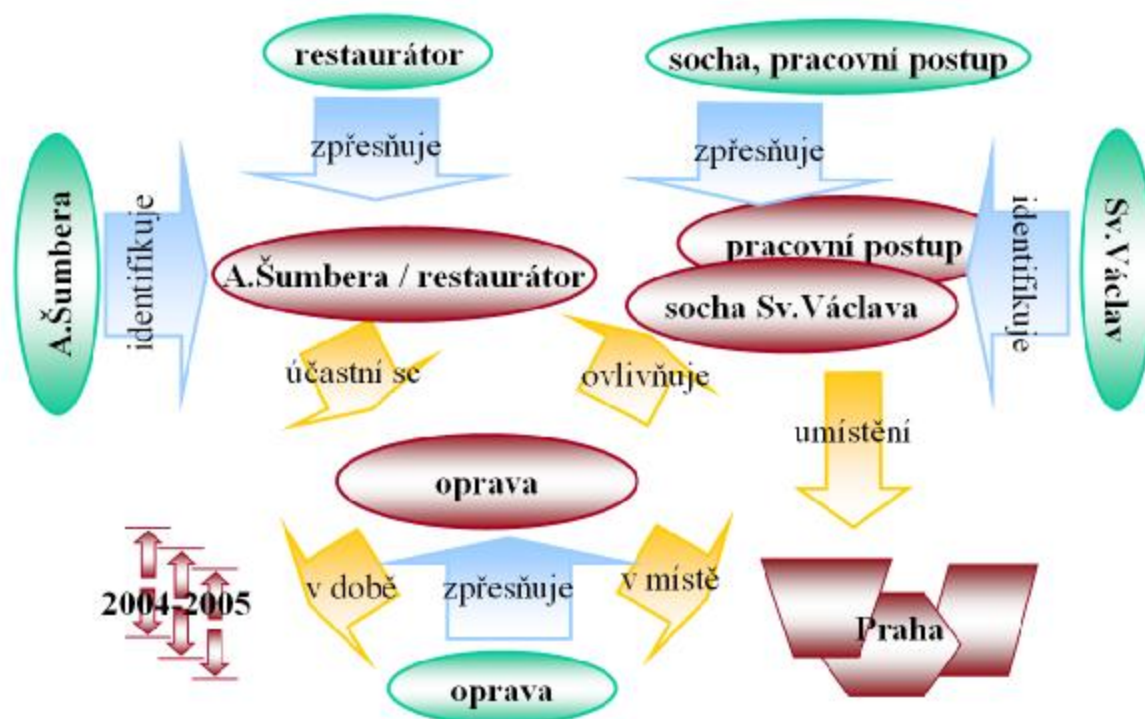 restaurátor
socha, pracovní postup
zpřesňuje
zpřesňuje
A.Šumbera
identifikuje
A.Šumbera / restaurátor
pracovní postup
socha Sv.Václava
identifikuje
Sv.Václav
účastní se
ovlivňuje
umístění
oprava
v době
zpřesňuje
v místě
2004-2005
Praha
oprava